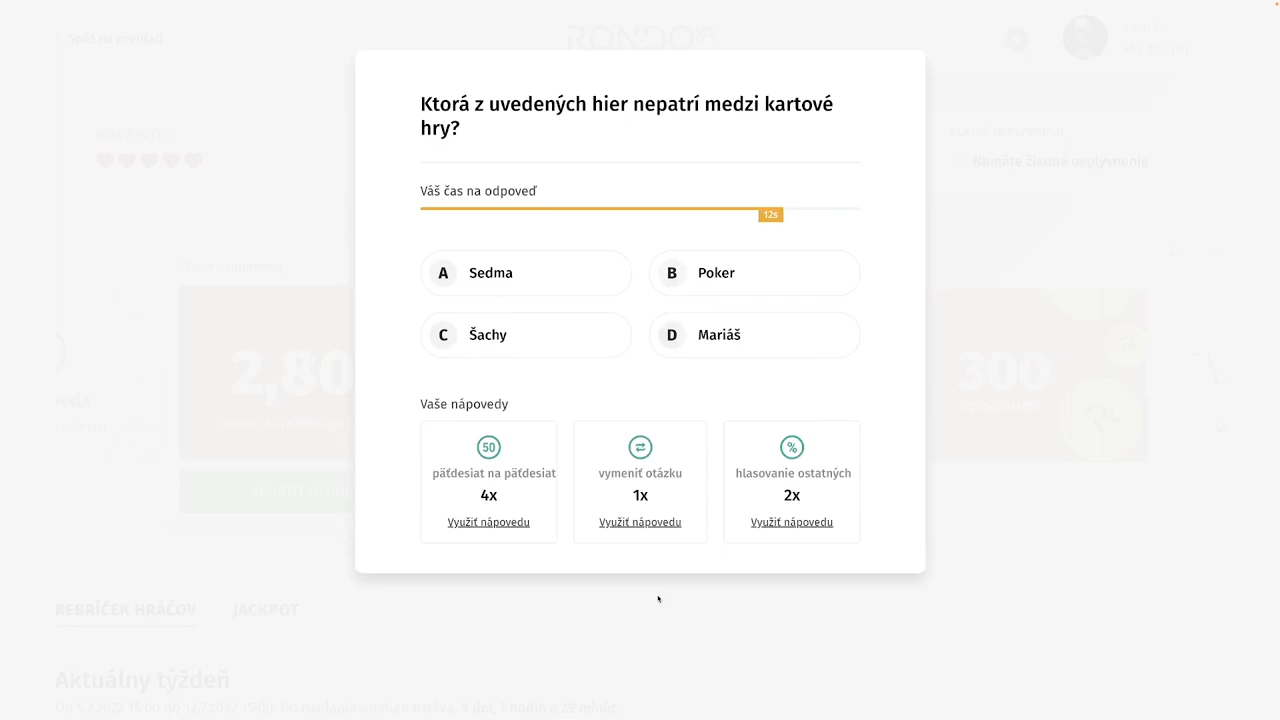 Späť na prehľad
RONDO
Ktorá z uvedených hier nepatrí medzi kartové
hry?
Nemáte žiadne ovplyvnenie
Váš čas na odpoveď
12s
A Sedma
B Poker
C Šachy
D Mariáš
2,80
300
Vaše nápovedy
50
päťdesiat na päťdesiat
4x
Využiť nápovedu
vymeniť otázku
1x
Využiť nápovedu
%
hlasovanie ostatných
2x
Využiť nápovedu
REBRÍČEK HRÁČOV
JACKPOT
Aktuálny týždeň